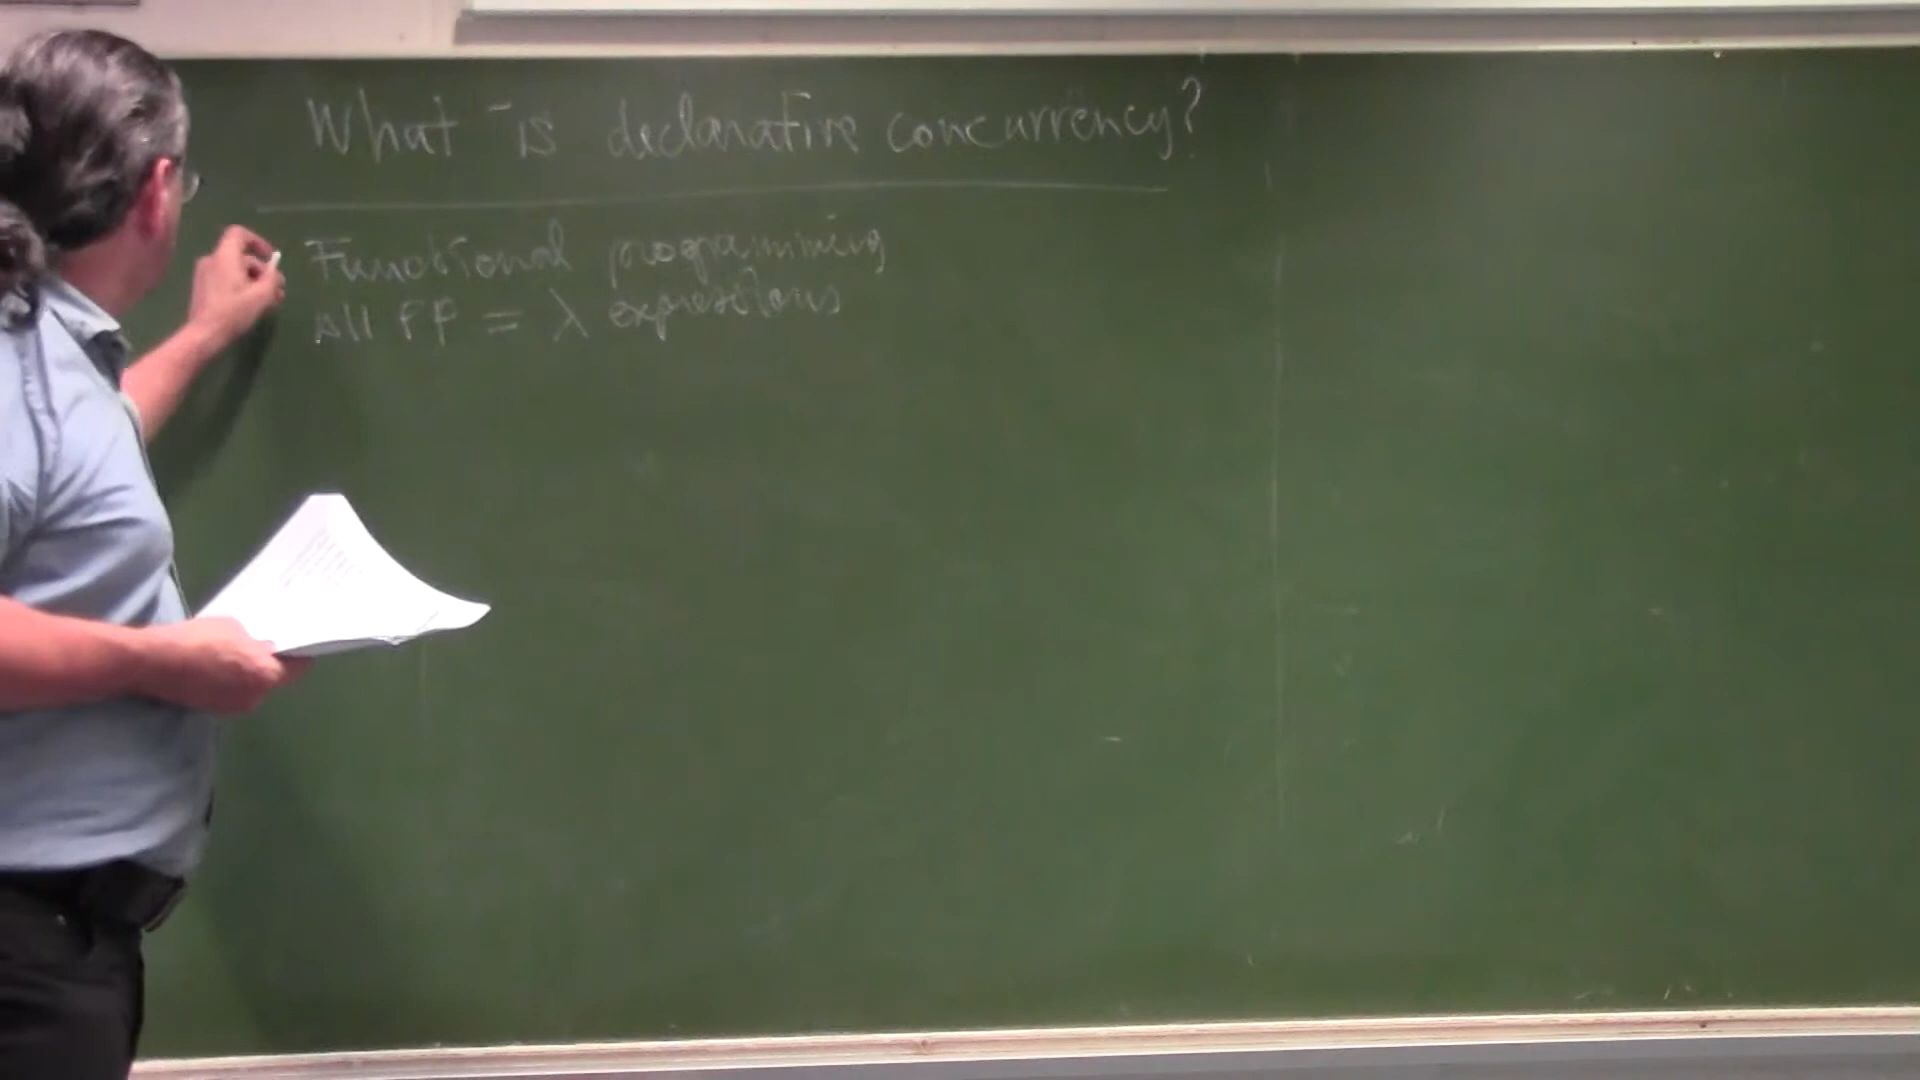 What is declarative concurrency?
Functional programming
All FP = λ expressions